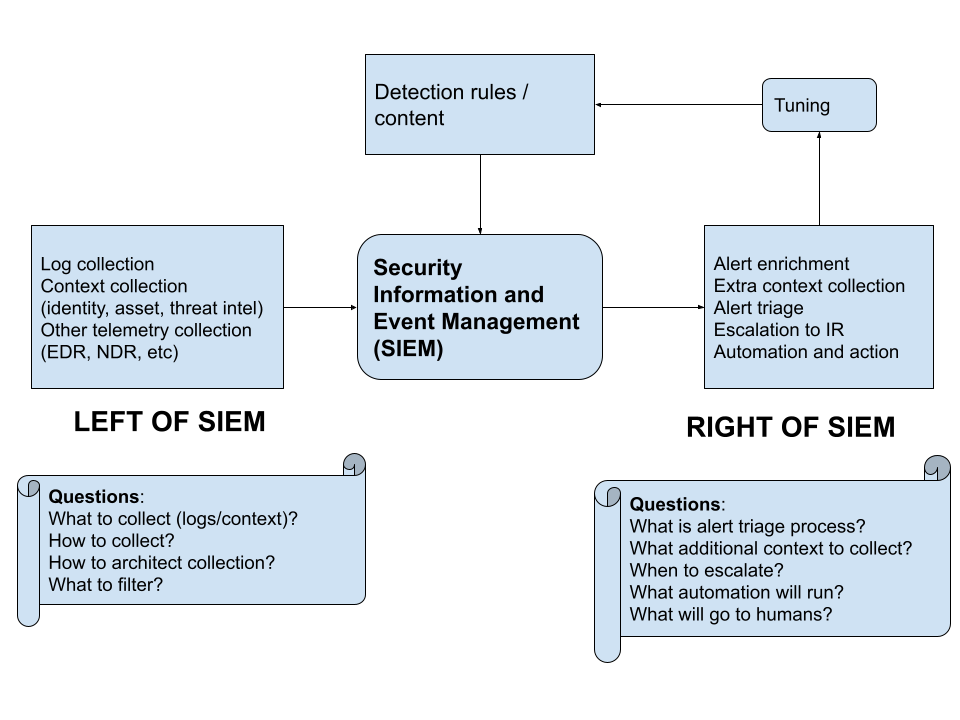 Detection rules /
content
Tuning
Log collection
Context collection
(identity, asset, threat intel)
Other telemetry collection
(EDR, NDR, etc)
Security
Information and
Event Management
(SIEM)
Alert enrichment
Extra context collection
Alert triage
Escalation to IR
Automation and action
LEFT OF SIEM
RIGHT OF SIEM
Questions:
What to collect (logs/context)?
How to collect?
How to architect collection?
What to filter?
Questions:
What is alert triage process?
What additional context to collect?
When to escalate?
What automation will run?
What will go to humans?